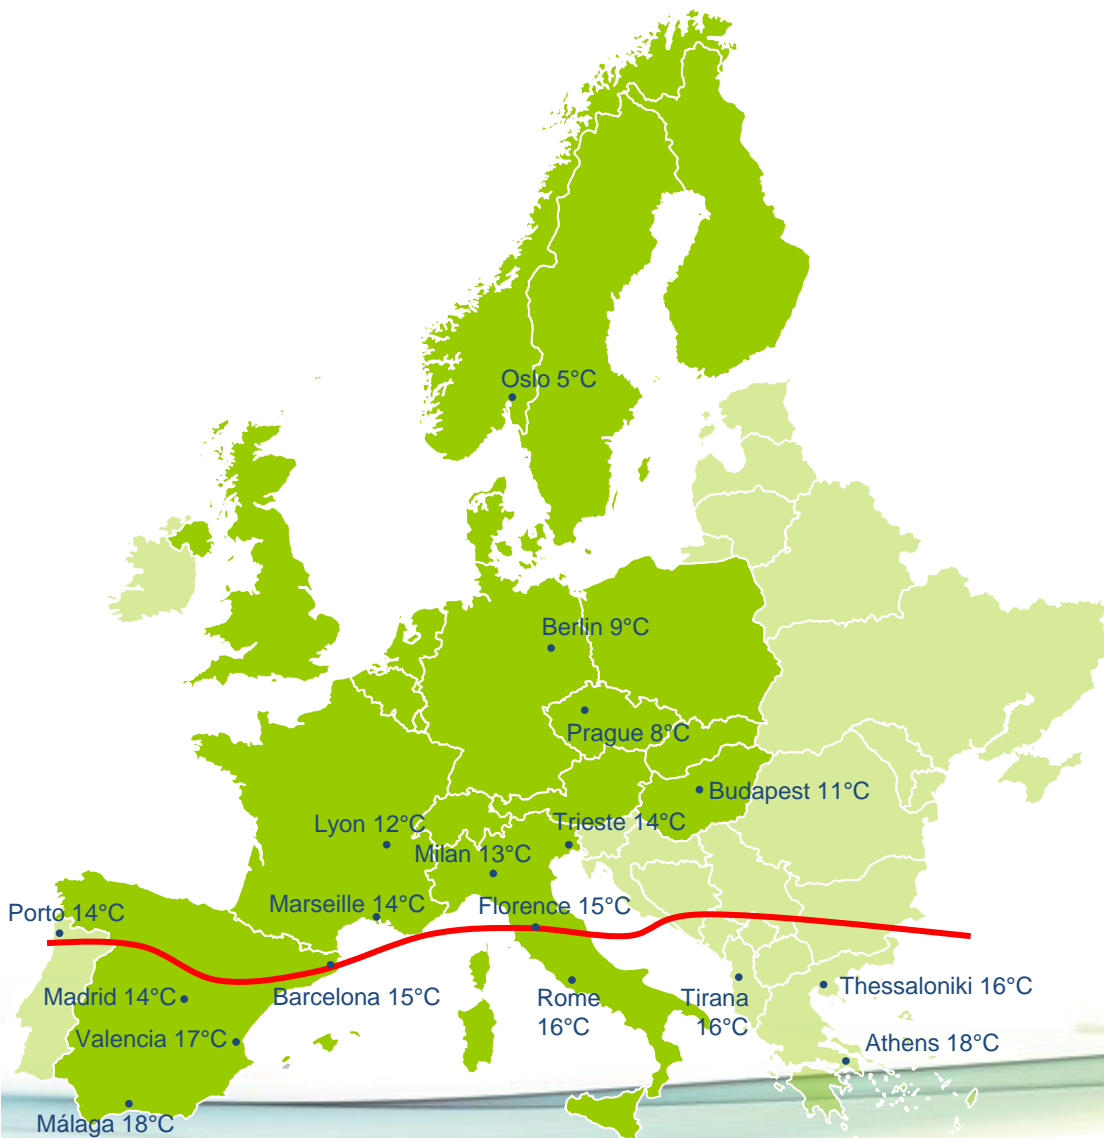 Oslo 5°C
Berlin 9°C
Prague 8°C
Budapest 11°C
Lyon 12°C
Trieste 14°C
Milan 13°C
Marseille 14°C
Florence 15°C
Porto 14°C
Madrid 14°C
Barcelona 15°C
Rome
16°C
Tirana
16°C
Thessaloniki 16°C
Valencia 17°C
Athens 18°C
Málaga 18°C